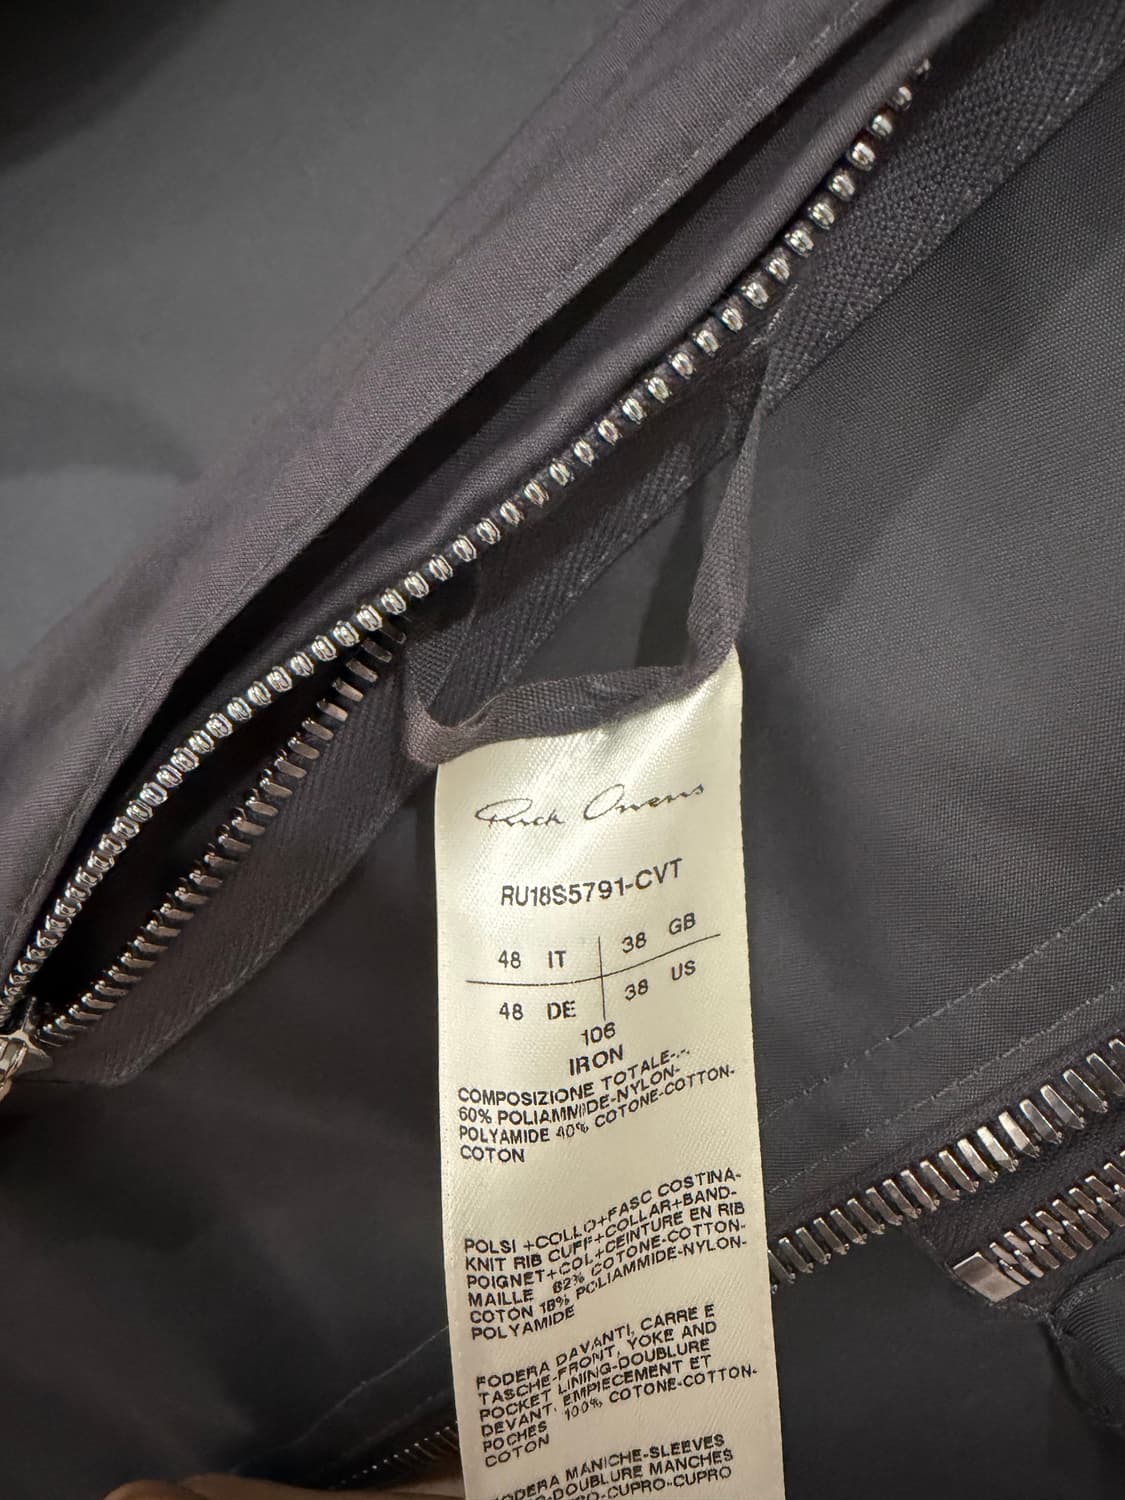 Rick Owens
RU18S5791-CVT
48 IT 38 GB
48 DE 38 US
106
IRON
COMPOSIZIONE TOTALE-.-.
60% POLIAMMIDE-NYLON-
POLYAMIDE 40% COTONE-COTTON-
COTON
POLSI +COLLO+FASC COSTINA-
KNIT RIB CUFF+COLLAR+BAND-
POIGNET+COL+CEINTURE EN RIB
MAILLE 82% COTONE-COTTON-
COTON 18% POLIAMMIDE-NYLON-
POLYAMIDE
FODERA DAVANTI, CARRE E
TASCHE-FRONT, YOKE AND
POCKET LINING-DOUBLURE
DEVANT, EMPIECEMENT ET
POCHES 100% COTONE-COTTON-
COTON
ODERA MANICHE-SLEEVES
DOUBLURE MANCHES
CUPRO-CUPRO